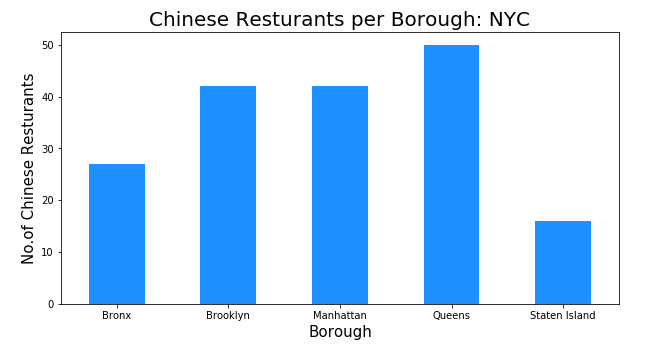 Chinese Resturants per Borough: NYC
No.of Chinese Resturants
50
40
30
20
10
0
Bronx Brooklyn Manhattan Queens Staten Island
Borough